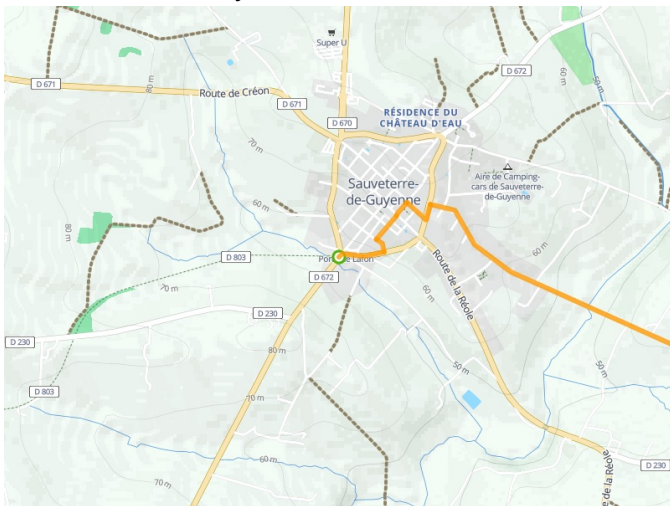 Super U
D 672
D 671
Route de Créon
D 671
80 m
60 m
50 m
RÉSIDENCE DU
CHÂTEAU D'EAU
D 670
70 m
Aire de Camping-
cars de Sauveterre-
de-Guyenne
Sauveterre-
de-Guyenne
60 m
80 m
60 m
D 803
D 672
Route de la Réole
60 m
70 m
D 230
D 230
80 m
50 m
50 m
D 803
70 m
60 m
D 230
70 m
e de la Réole